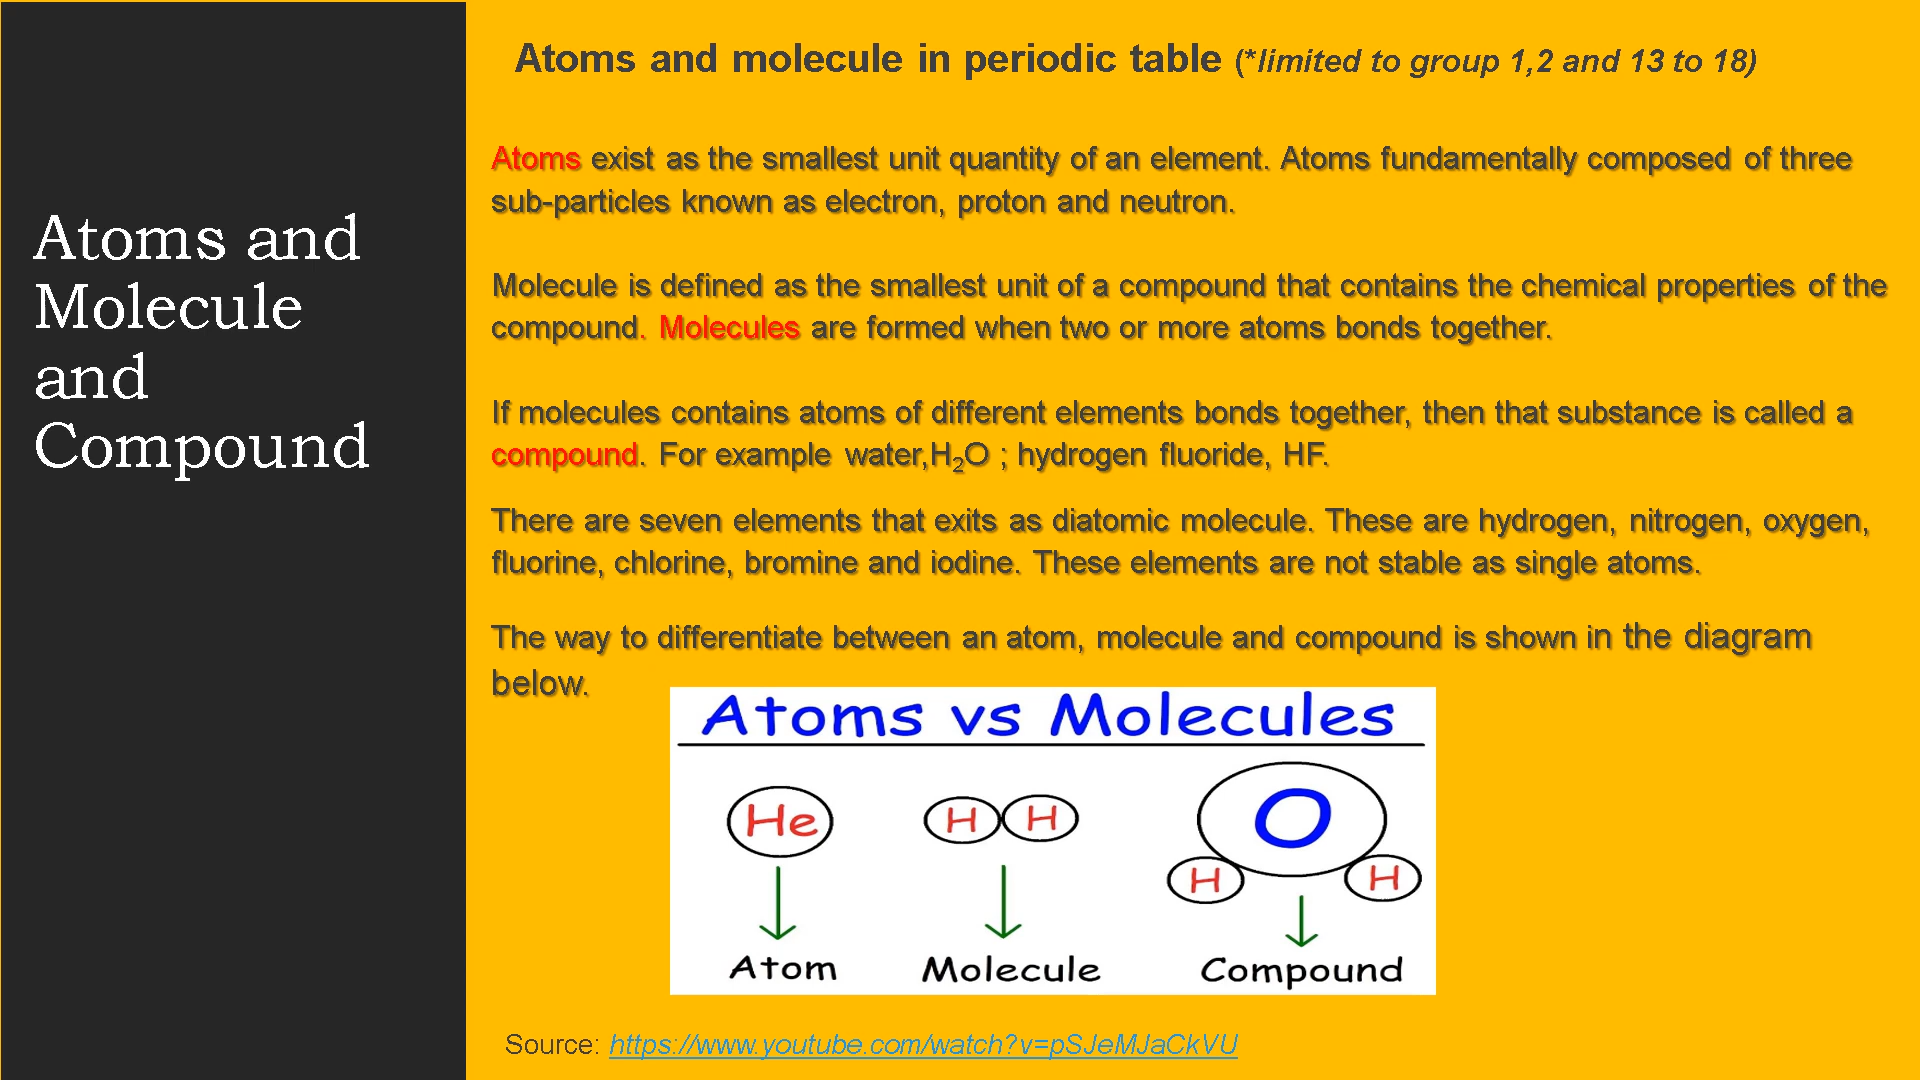 Atoms and
Molecule
and
Compound
Atoms and molecule in periodic table (*limited to group 1,2 and 13 to 18)
Atoms exist as the smallest unit quantity of an element. Atoms fundamentally composed of three
sub-particles known as electron, proton and neutron.
Molecule is defined as the smallest unit of a compound that contains the chemical properties of the
compound. Molecules are formed when two or more atoms bonds together.
If molecules contains atoms of different elements bonds together, then that substance is called a
compound. For example water,H₂O ; hydrogen fluoride, HF.
There are seven elements that exits as diatomic molecule. These are hydrogen, nitrogen, oxygen,
fluorine, chlorine, bromine and iodine. These elements are not stable as single atoms.
The way to differentiate between an atom, molecule and compound is shown in the diagram
below.
Atoms vs Molecules
He
H H
O
H H
Atom Molecule Compound
Source: https://www.youtube.com/watch?v=pSJeMJaCkVU